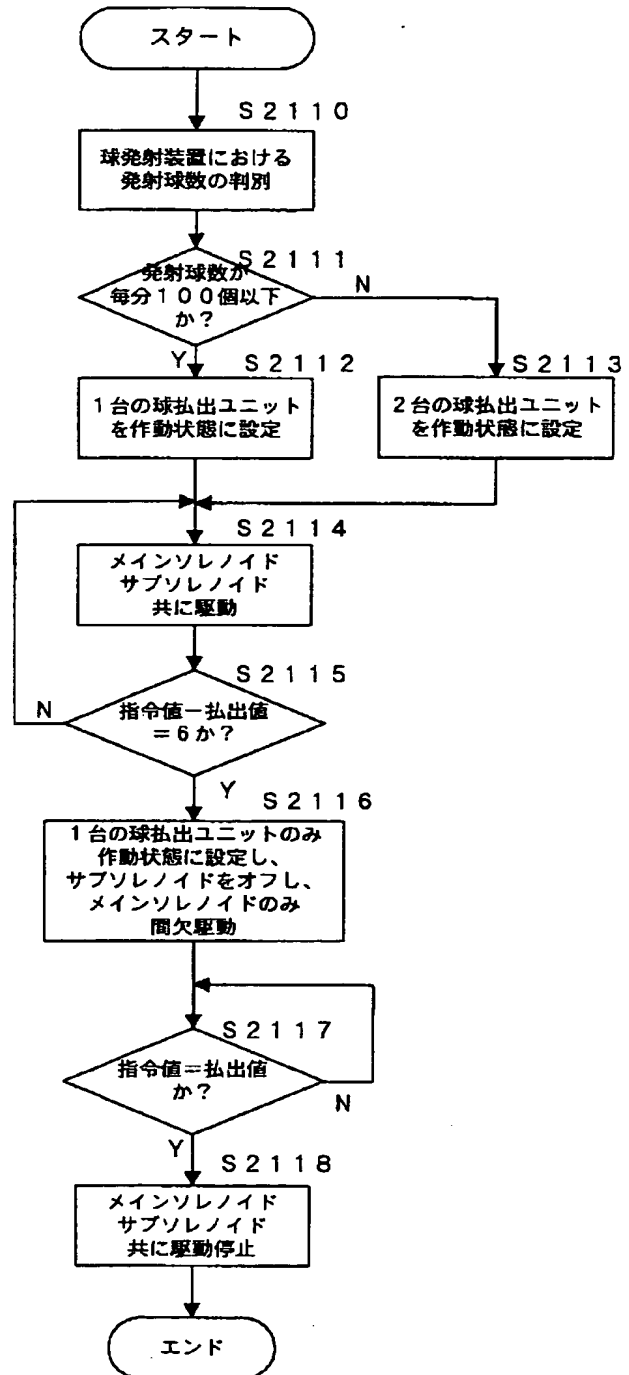 スタート
S2110
球発射装置における
発射球数の判別
S2111
発射球数が
毎分100個以下
か?
N
Y
S2112
1台の球払出ユニット
を作動状態に設定
S2113
2台の球払出ユニット
を作動状態に設定
S2114
メインソレノイド
サブソレノイド
共に駆動
S2115
指令値-払出値
=6か?
N
Y
S2116
1台の球払出ユニットのみ
作動状態に設定し、
サブソレノイドをオフし、
メインソレノイドのみ
間欠駆動
S2117
指令値=払出値
か?
N
Y
S2118
メインソレノイド
サブソレノイド
共に駆動停止
エンド